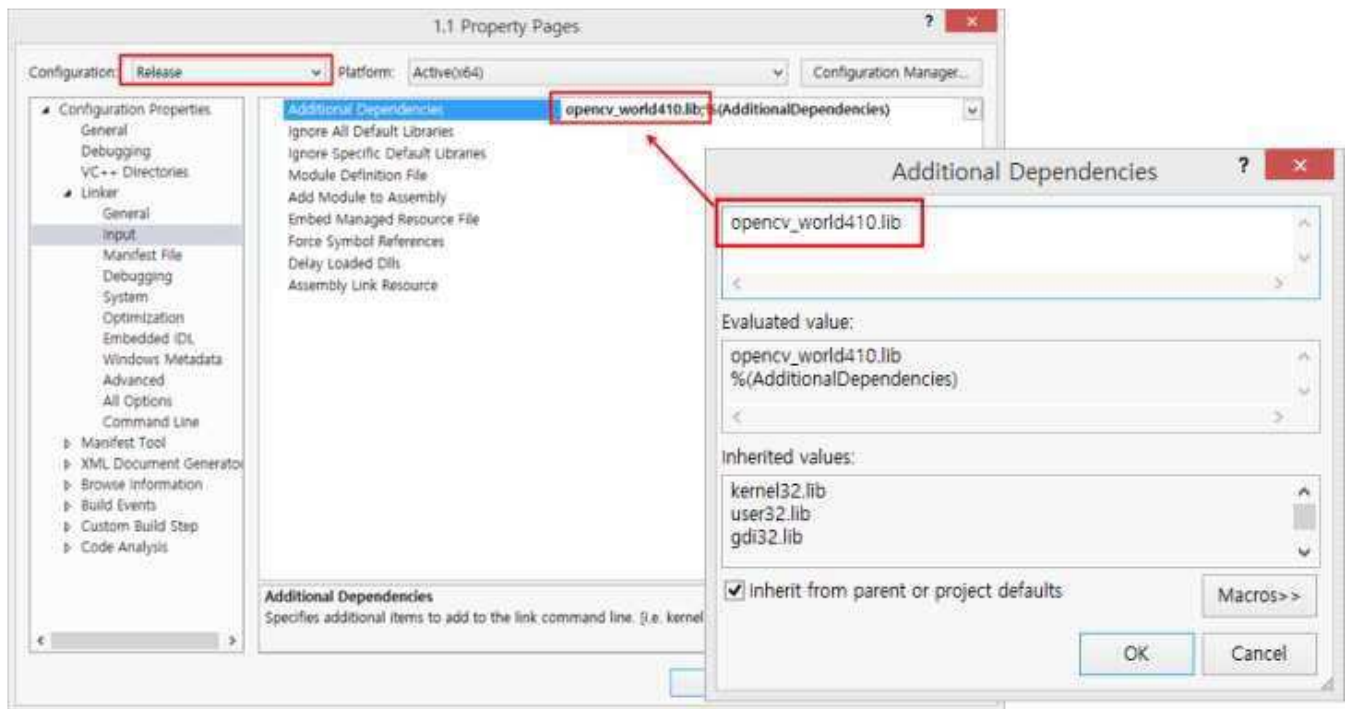 1.1 Property Pages
Configuration: Release Platform: Active(x64) Configuration Manager...
Configuration Properties
General
Debugging
VC++ Directories
Linker
General
Input
Manifest File
Debugging
System
Optimization
Embedded IDL
Windows Metadata
Advanced
All Options
Command Line
Manifest Tool
XML Document Generator
Browse Information
Build Events
Custom Build Step
Code Analysis
Additional Dependencies opencv_world410.lib;%(AdditionalDependencies)
Ignore All Default Libraries
Ignore Specific Default Libraries
Module Definition File
Add Module to Assembly
Embed Managed Resource File
Force Symbol References
Delay Loaded Dlls
Assembly Link Resource
Additional Dependencies
Specifies additional items to add to the link command line. [i.e. kernel
Additional Dependencies
opencv_world410.lib
Evaluated value:
opencv_world410.lib
%(AdditionalDependencies)
Inherited values:
kernel32.lib
user32.lib
gdi32.lib
Inherit from parent or project defaults
Macros>>
OK Cancel